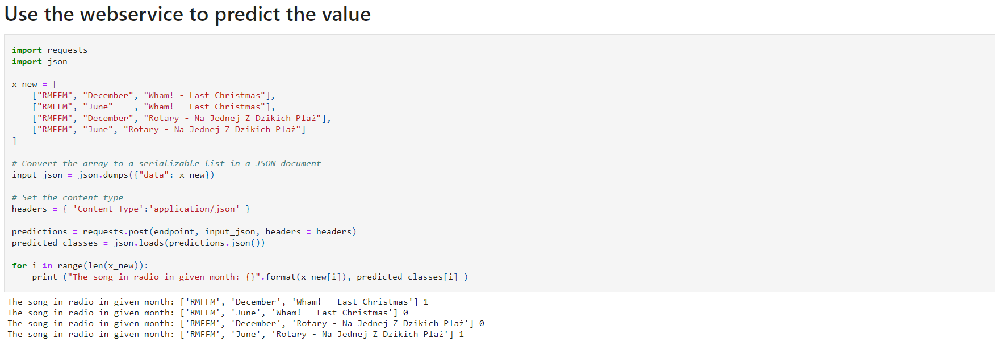 Use the webservice to predict the value
import requests
import json
x_new = [
    ["RMFFM", "December", "Wham! - Last Christmas"],
    ["RMFFM", "June"    , "Wham! - Last Christmas"],
    ["RMFFM", "December", "Rotary - Na Jednej Z Dzikich Plaż"],
    ["RMFFM", "June", "Rotary - Na Jednej Z Dzikich Plaż"]
]
# Convert the array to a serializable list in a JSON document
input_json = json.dumps({"data": x_new})
# Set the content type
headers = { 'Content-Type':'application/json' }
predictions = requests.post(endpoint, input_json, headers = headers)
predicted_classes = json.loads(predictions.json())
for i in range(len(x_new)):
    print ("The song in radio in given month: {}".format(x_new[i]), predicted_classes[i] )
The song in radio in given month: ['RMFFM', 'December', 'Wham! - Last Christmas'] 1
The song in radio in given month: ['RMFFM', 'June', 'Wham! - Last Christmas'] 0
The song in radio in given month: ['RMFFM', 'December', 'Rotary - Na Jednej Z Dzikich Plaż'] 0
The song in radio in given month: ['RMFFM', 'June', 'Rotary - Na Jednej Z Dzikich Plaż'] 1